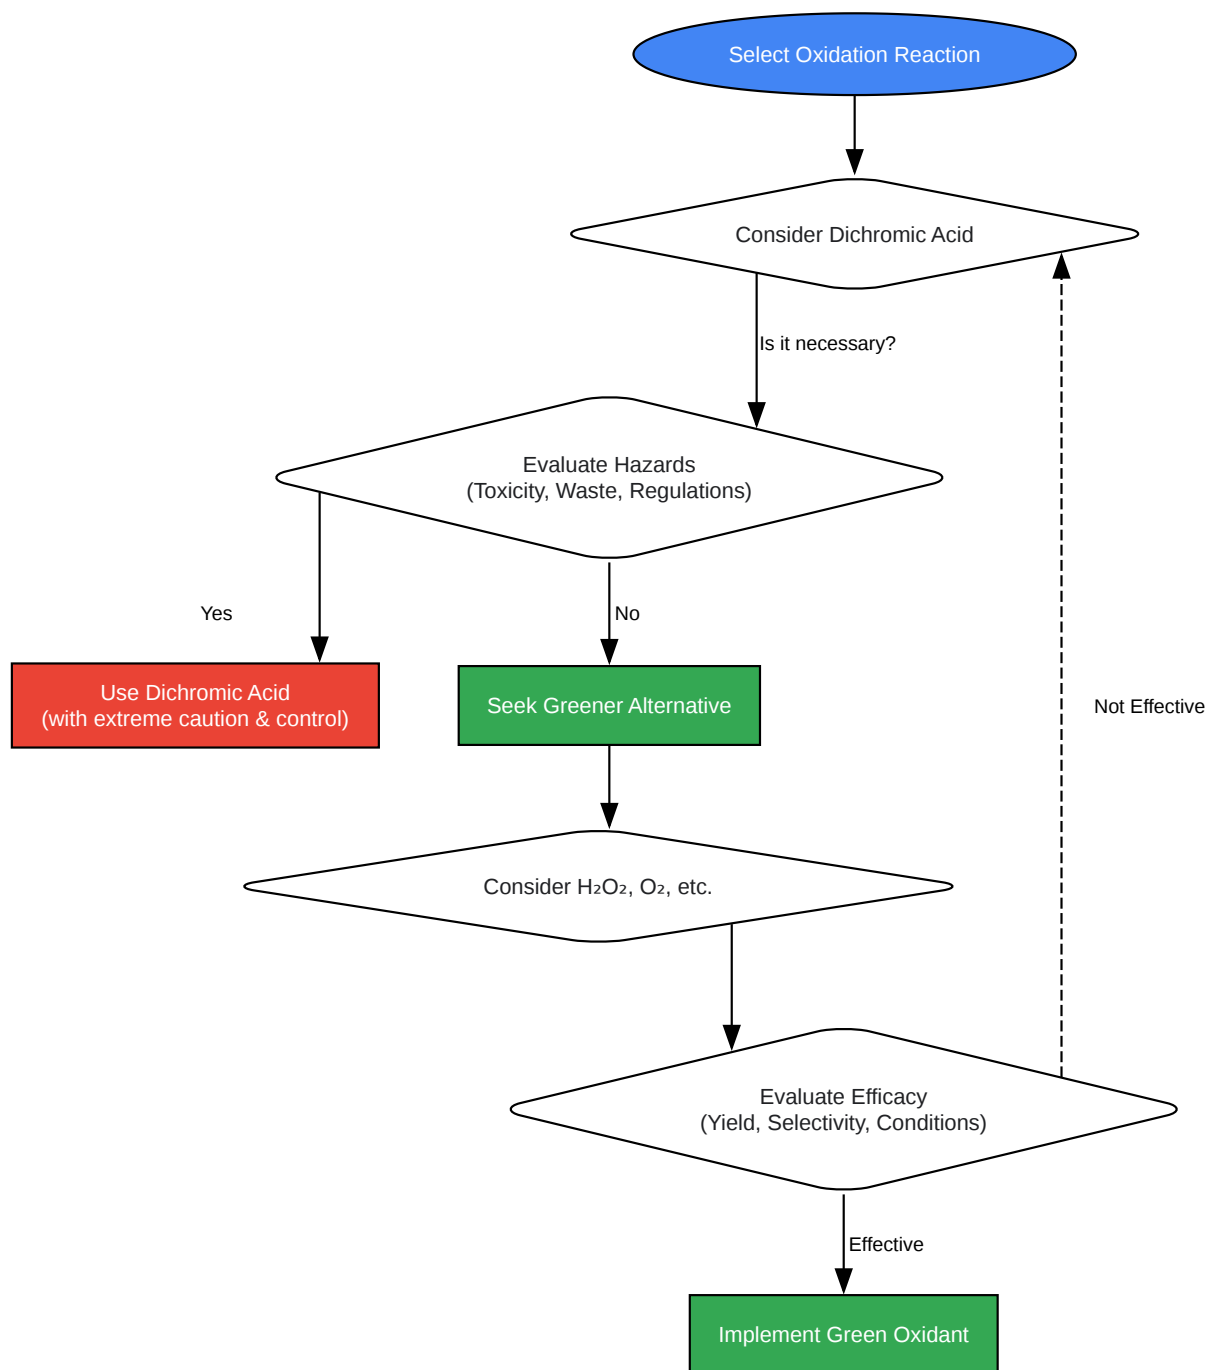 Select Oxidation Reaction
Consider Dichromic Acid
Is it necessary?
Evaluate Hazards
(Toxicity, Waste, Regulations)
Yes
No
Use Dichromic Acid
(with extreme caution & control)
Seek Greener Alternative
Not Effective
Consider H₂O₂, O₂, etc.
Evaluate Efficacy
(Yield, Selectivity, Conditions)
Effective
Implement Green Oxidant